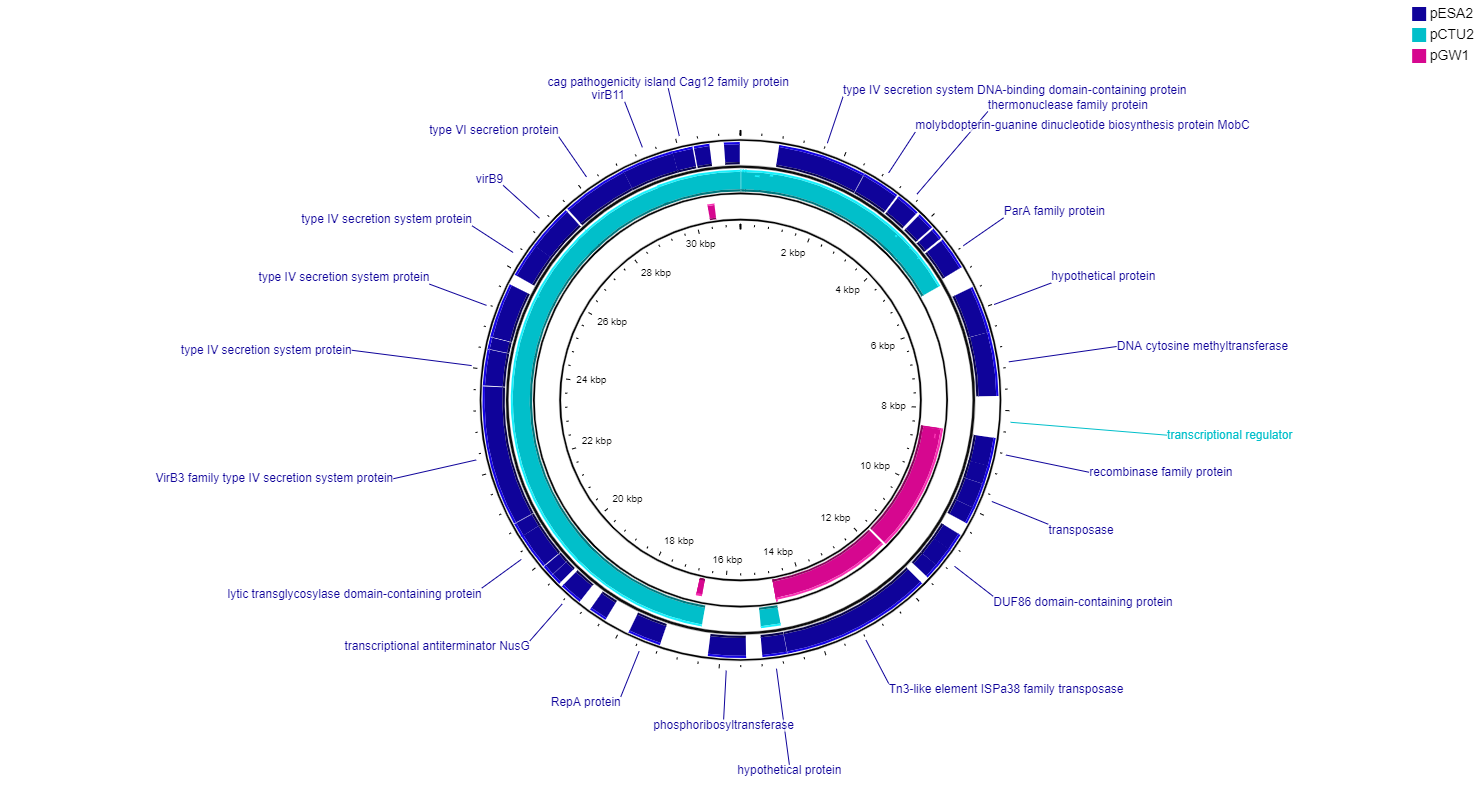 pESA2
pCTU2
pGW1
cag pathogenicity island Cag12 family protein
virB11
type IV secretion system DNA-binding domain-containing protein
thermonuclease family protein
molybdopterin-guanine dinucleotide biosynthesis protein MobC
type VI secretion protein
virB9
type IV secretion system protein
ParA family protein
type IV secretion system protein
hypothetical protein
type IV secretion system protein
DNA cytosine methyltransferase
transcriptional regulator
VirB3 family type IV secretion system protein
recombinase family protein
transposase
lytic transglycosylase domain-containing protein
DUF86 domain-containing protein
transcriptional antiterminator NusG
Tn3-like element ISPa38 family transposase
RepA protein
phosphoribosyltransferase
hypothetical protein
2 kbp
4 kbp
6 kbp
8 kbp
10 kbp
12 kbp
14 kbp
16 kbp
18 kbp
20 kbp
22 kbp
24 kbp
26 kbp
28 kbp
30 kbp